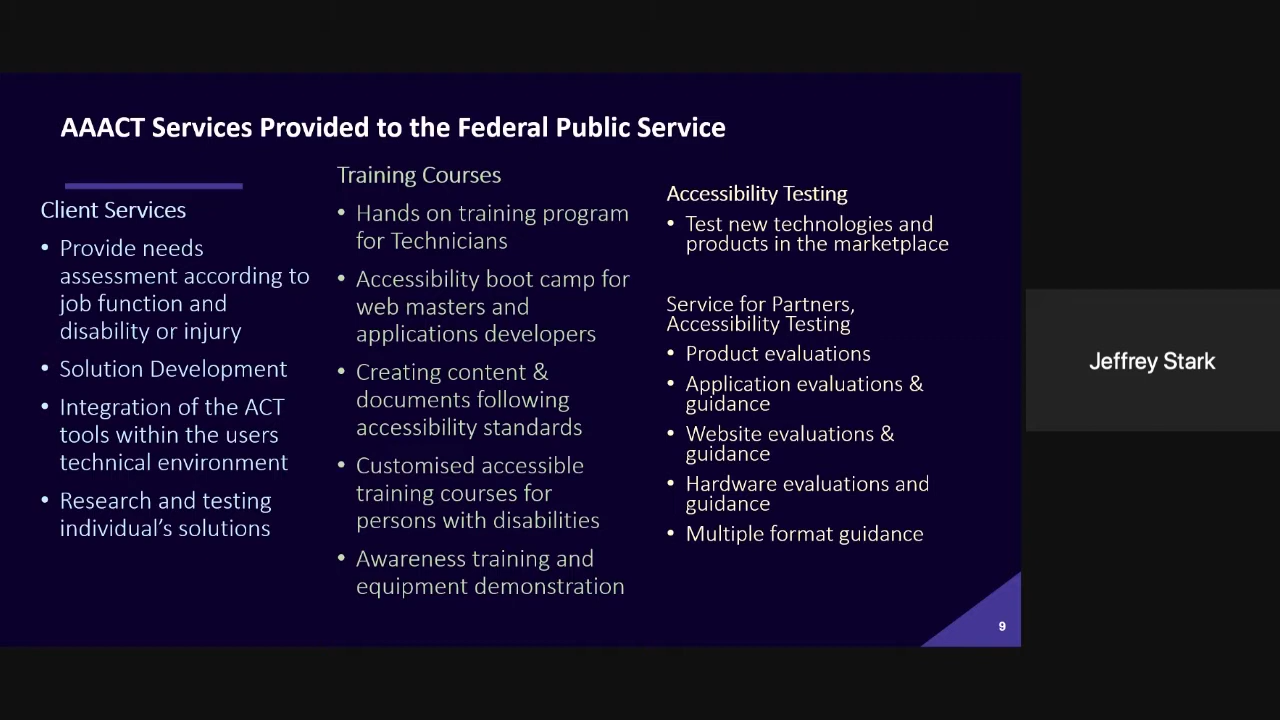 AAACT Services Provided to the Federal Public Service
Client Services
• Provide needs
assessment according to
job function and
disability or injury
• Solution Development
• Integration of the ACT
tools within the users
technical environment
• Research and testing
individual's solutions
Training Courses
• Hands on training program
for Technicians
• Accessibility boot camp for
web masters and
applications developers
• Creating content &
documents following
accessibility standards
• Customised accessible
training courses for
persons with disabilities
• Awareness training and
equipment demonstration
Accessibility Testing
• Test new technologies and
products in the marketplace
Service for Partners,
Accessibility Testing
• Product evaluations
• Application evaluations &
guidance
• Website evaluations &
guidance
• Hardware evaluations and
guidance
• Multiple format guidance
9
Jeffrey Stark